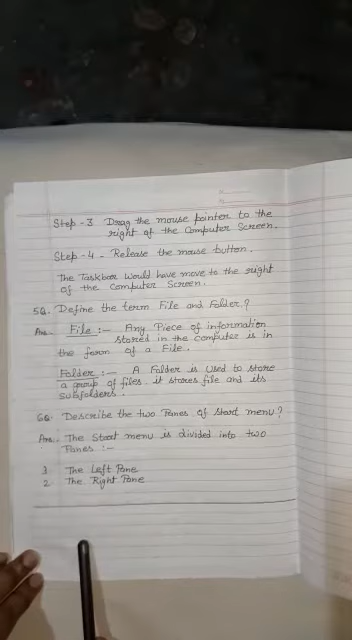 Step - 3 Drag the mouse pointer to the
right of the Computer Screen.
Step - 4 - Release the mouse button.
The Taskbar would have move to the right
of the Computer Screen.
5Q. Define the term File and Folder.?
Ans. File :- Any Piece of information
stored in the computer is in
the form of a File.
Folder :- A Folder is used to store
a group of files. it stores file and its
subfolders.
6Q. Describe the two Panes of Start menu?
Ans:- The Start menu is divided into two
Panes :-
The Left Pane
2 The Right Pane